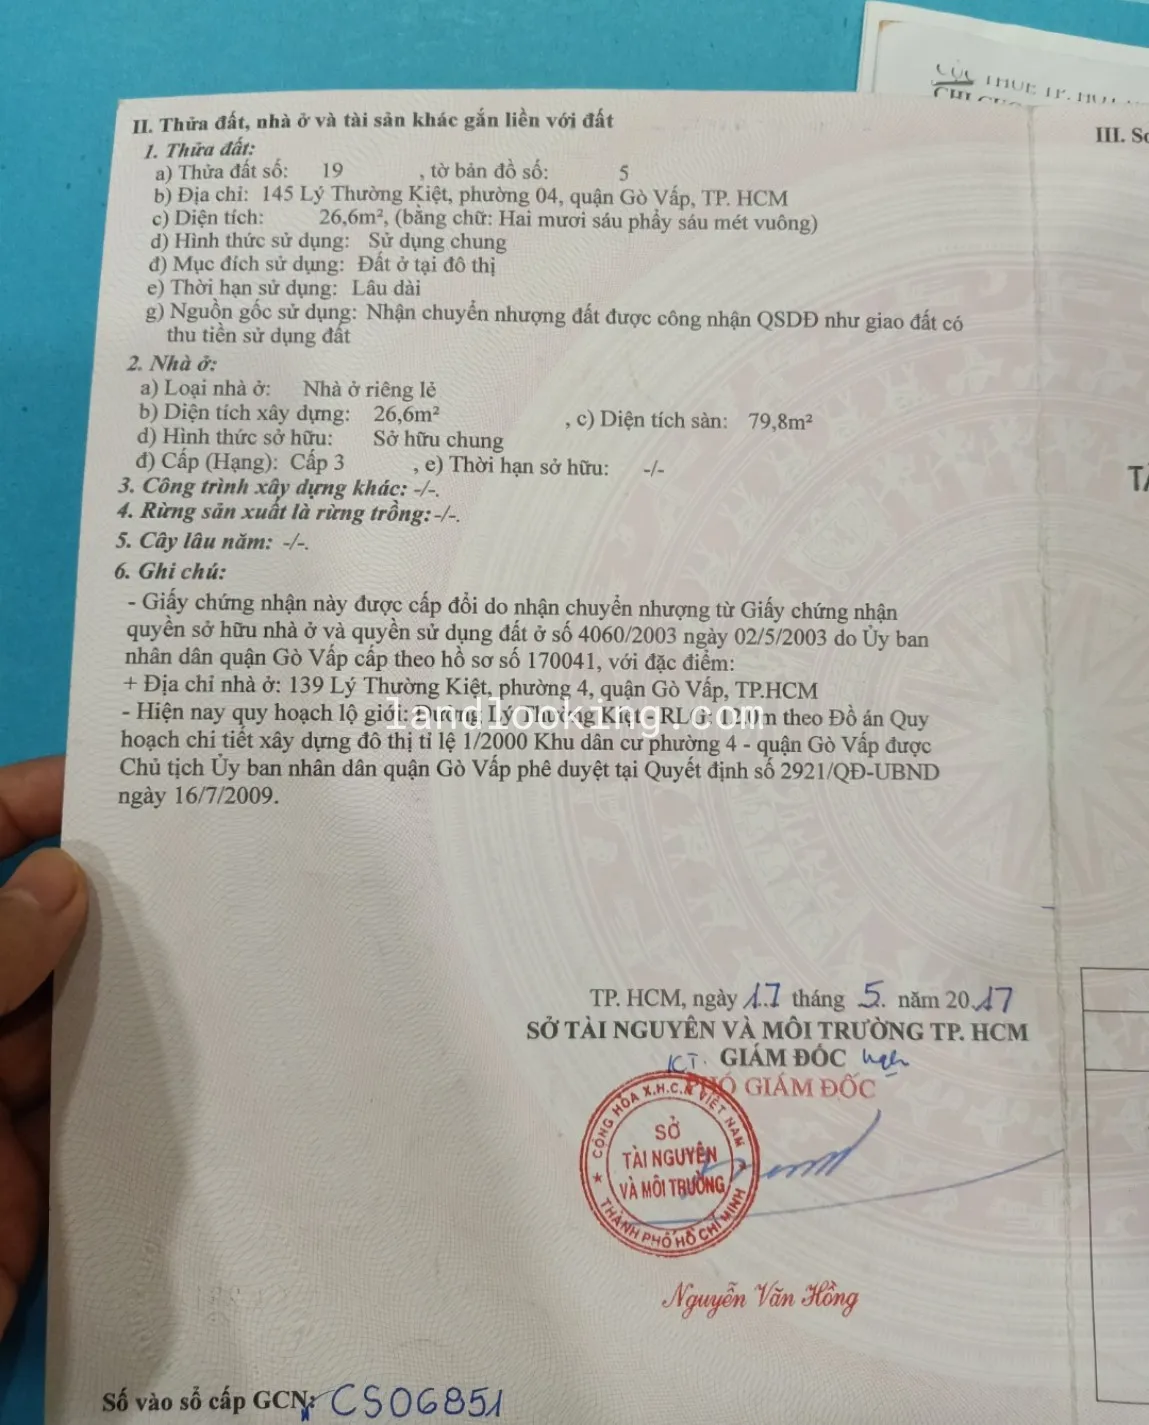 CỤC THUẾ TP.
II. Thửa đất, nhà ở và tài sản khác gắn liền với đất
III. Sơ
1. Thửa đất:
a) Thửa đất số: 19 , tờ bản đồ số: 5
b) Địa chỉ: 145 Lý Thường Kiệt, phường 04, quận Gò Vấp, TP. HCM
c) Diện tích: 26,6m², (bằng chữ: Hai mươi sáu phẩy sáu mét vuông)
d) Hình thức sử dụng: Sử dụng chung
đ) Mục đích sử dụng: Đất ở tại đô thị
e) Thời hạn sử dụng: Lâu dài
g) Nguồn gốc sử dụng: Nhận chuyển nhượng đất được công nhận QSDĐ như giao đất có
thu tiền sử dụng đất
2. Nhà ở:
a) Loại nhà ở: Nhà ở riêng lẻ
b) Diện tích xây dựng: 26,6m² , c) Diện tích sàn: 79,8m²
d) Hình thức sở hữu: Sở hữu chung
đ) Cấp (Hạng): Cấp 3 , e) Thời hạn sở hữu: -/-
3. Công trình xây dựng khác: -/-.
4. Rừng sản xuất là rừng trồng: -/-.
5. Cây lâu năm: -/-.
6. Ghi chú:
- Giấy chứng nhận này được cấp đổi do nhận chuyển nhượng từ Giấy chứng nhận
quyền sở hữu nhà ở và quyền sử dụng đất ở số 4060/2003 ngày 02/5/2003 do Ủy ban
nhân dân quận Gò Vấp cấp theo hồ sơ số 170041, với đặc điểm:
+ Địa chỉ nhà ở: 139 Lý Thường Kiệt, phường 4, quận Gò Vấp, TP.HCM
- Hiện nay quy hoạch lộ giới: Đường Lý Thường Kiệt - RLG: 12,0m theo Đồ án Quy
landlooking.com
hoạch chi tiết xây dựng đô thị tỉ lệ 1/2000 Khu dân cư phường 4 - quận Gò Vấp được
Chủ tịch Ủy ban nhân dân quận Gò Vấp phê duyệt tại Quyết định số 2921/QĐ-UBND
ngày 16/7/2009.
TP. HCM, ngày 17 tháng 5. năm 2017
SỞ TÀI NGUYÊN VÀ MÔI TRƯỜNG TP. HCM
KT. GIÁM ĐỐC
PHÓ GIÁM ĐỐC
CỘNG HÒA X.H.C.N VIỆT NAM
SỞ
TÀI NGUYÊN
VÀ MÔI TRƯỜNG
THÀNH PHỐ HỒ CHÍ MINH
Nguyễn Văn Hồng
Số vào sổ cấp GCN: CS06851